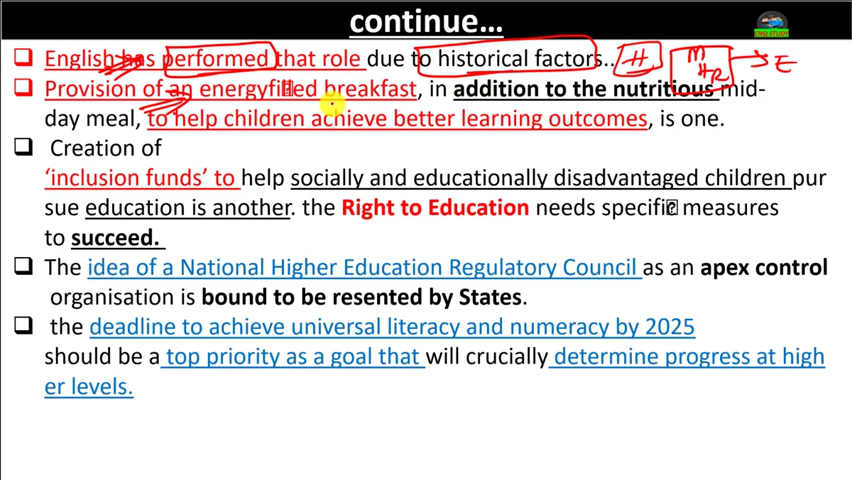 continue…
English has performed that role due to historical factors.. H M HR E
Provision of an energyfilled breakfast, in addition to the nutritious mid-
day meal, to help children achieve better learning outcomes, is one.
Creation of
‘inclusion funds’ to help socially and educationally disadvantaged children pur
sue education is another. the Right to Education needs specific measures
to succeed.
The idea of a National Higher Education Regulatory Council as an apex control
organisation is bound to be resented by States.
the deadline to achieve universal literacy and numeracy by 2025
should be a top priority as a goal that will crucially determine progress at high
er levels.